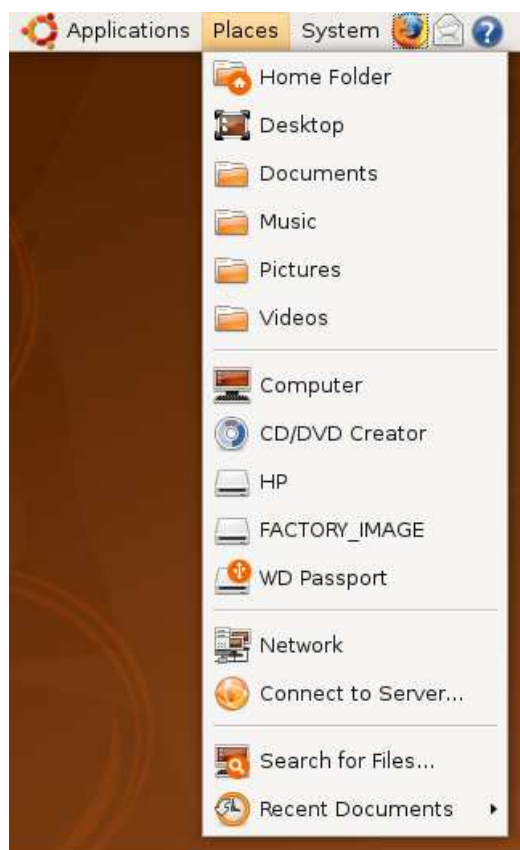 Applications Places System
Home Folder
Desktop
Documents
Music
Pictures
Videos
Computer
CD/DVD Creator
HP
FACTORY_IMAGE
WD Passport
Network
Connect to Server...
Search for Files...
Recent Documents